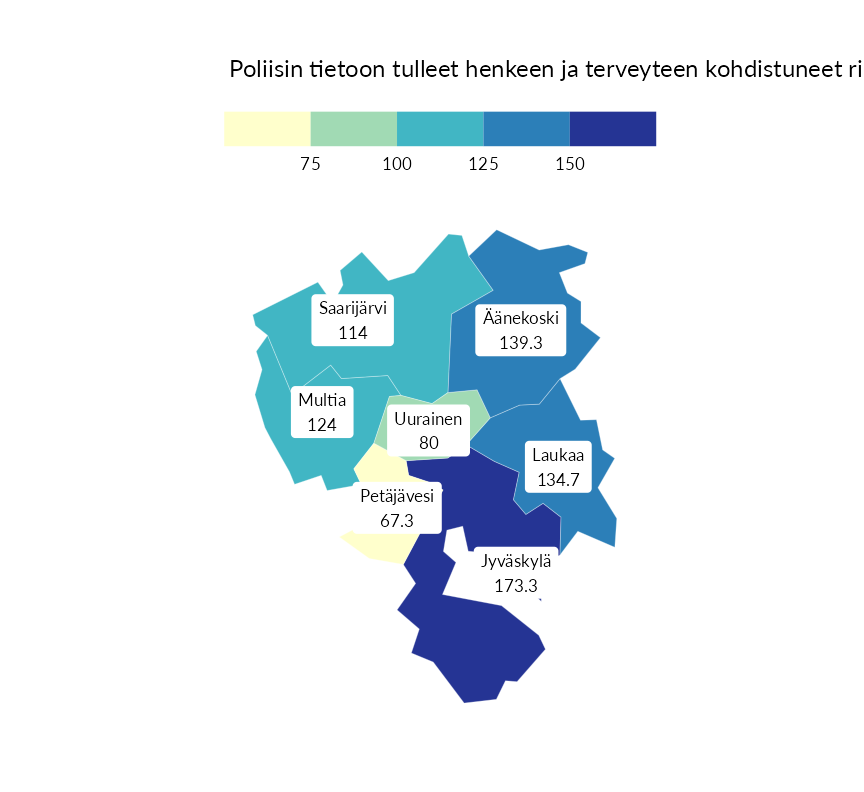 Poliisin tietoon tulleet henkeen ja terveyteen kohdistuneet ri
75 100 125 150
Saarijärvi
114
Äänekoski
139.3
Multia
124
Uurainen
80
Laukaa
134.7
Petäjävesi
67.3
Jyväskylä
173.3